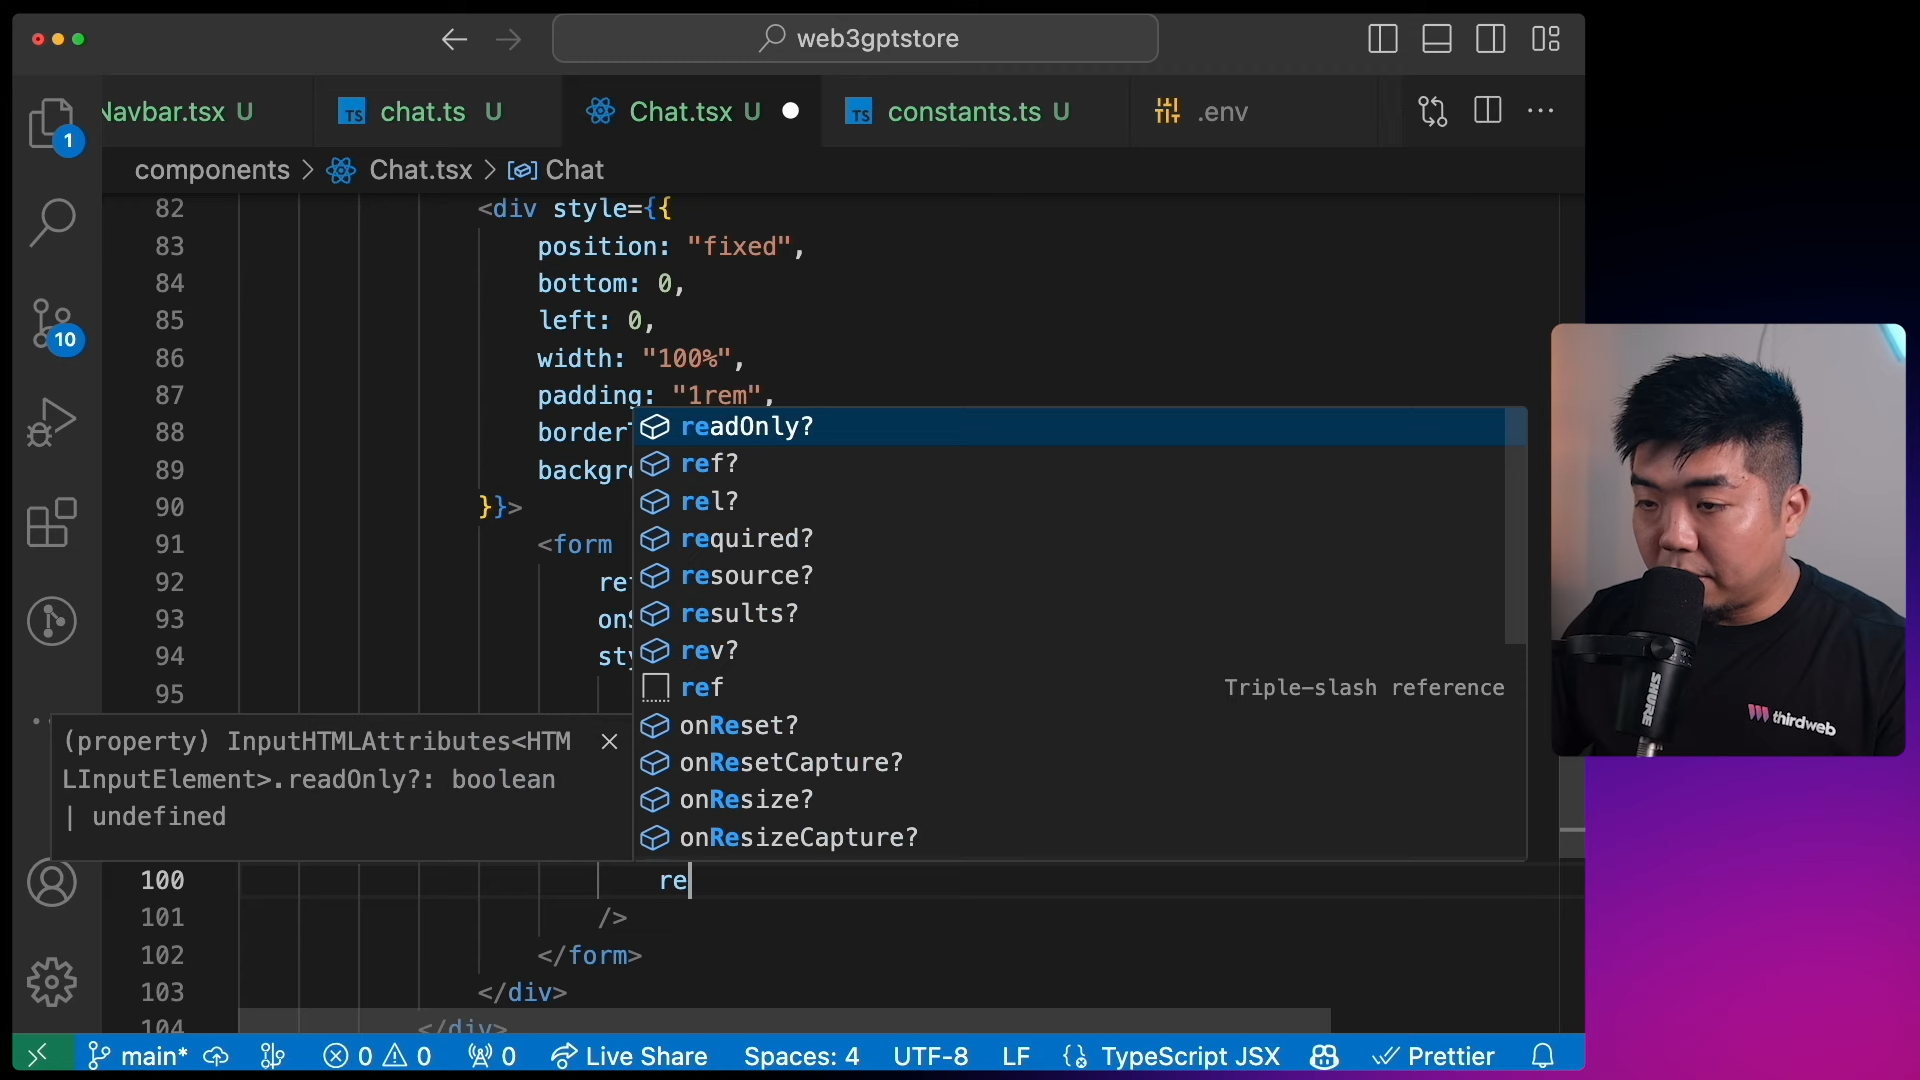 web3gptstore
Navbar.tsx U
TS chat.ts U
Chat.tsx U
TS constants.ts U
.env
1
components > Chat.tsx > Chat
82 <div style={{
83 position: "fixed",
84 bottom: 0,
85 left: 0,
86 width: "100%",
87 padding: "1rem",
88 border
89 backgr
90 }}>
91 <form
92 re
93 on
94 sty
95
readOnly?
ref?
rel?
required?
resource?
results?
rev?
ref Triple-slash reference
onReset?
onResetCapture?
onResize?
onResizeCapture?
10
(property) InputHTMLAttributes<HTM
LInputElement>.readOnly?: boolean
| undefined
100 re
101 />
102 </form>
103 </div>
104 </div>
main* 0 0 0 Live Share Spaces: 4 UTF-8 LF TypeScript JSX Prettier
SHURE
thirdweb